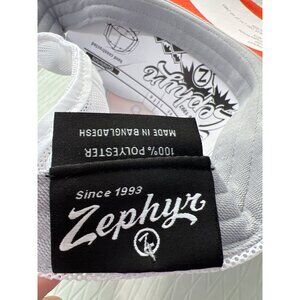 MADE IN BANGLADESH
100% POLYESTER
Since 1993
Zephyr
Z
Zephyr